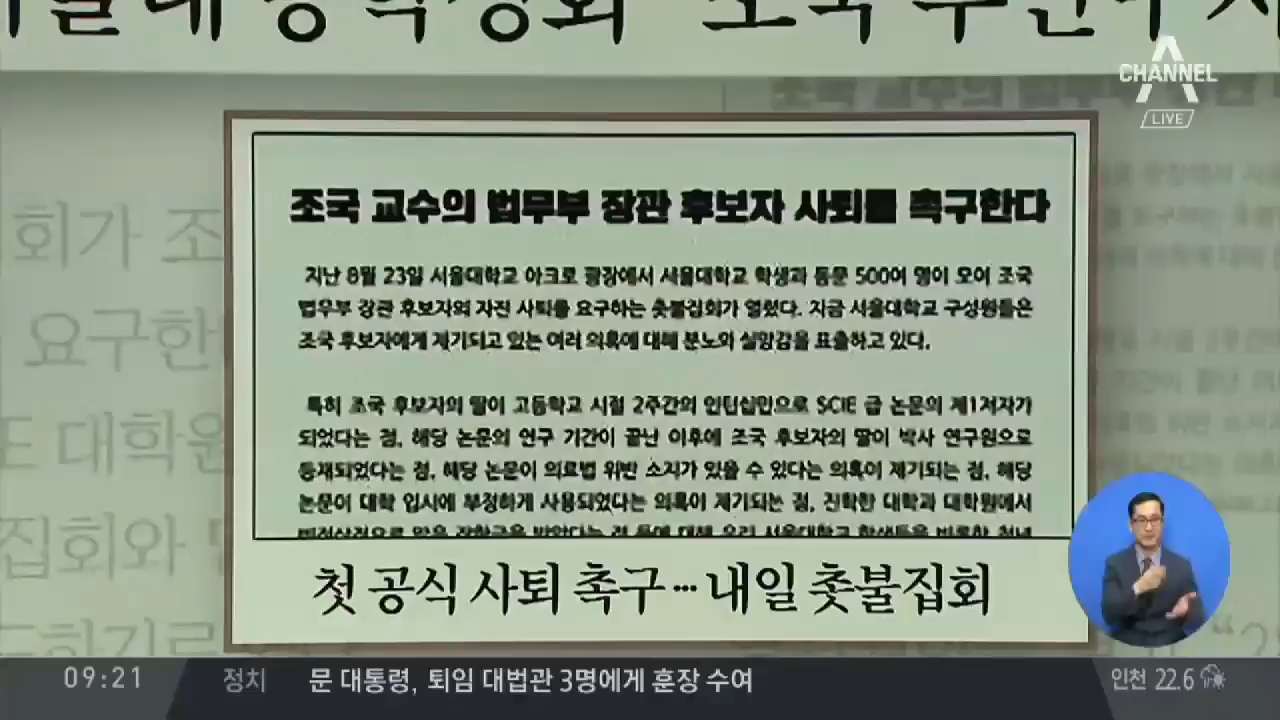 CHANNEL A
LIVE
조국 교수의 법무부 장관 후보자 사퇴를 촉구한다
지난 8월 23일 서울대학교 아크로 광장에서 서울대학교 학생과 동문 500여 명이 모여 조국
법무부 장관 후보자의 자진 사퇴를 요구하는 촛불집회가 열렸다. 지금 서울대학교 구성원들은
조국 후보자에게 제기되고 있는 여러 의혹에 대해 분노와 실망감을 표출하고 있다.
특히 조국 후보자의 딸이 고등학교 시절 2주간의 인턴십만으로 SCIE 급 논문의 제1저자가
되었다는 점, 해당 논문의 연구 기간이 끝난 이후에 조국 후보자의 딸이 박사 연구원으로
등재되었다는 점, 해당 논문이 의료법 위반 소지가 있을 수 있다는 의혹이 제기되는 점, 해당
논문이 대학 입시에 부정하게 사용되었다는 의혹이 제기되는 점, 진학한 대학과 대학원에서
첫 공식 사퇴 촉구… 내일 촛불집회
회가 조
요구한
대학원
집회와
09:21 정치 문 대통령, 퇴임 대법관 3명에게 훈장 수여 인천 22.6